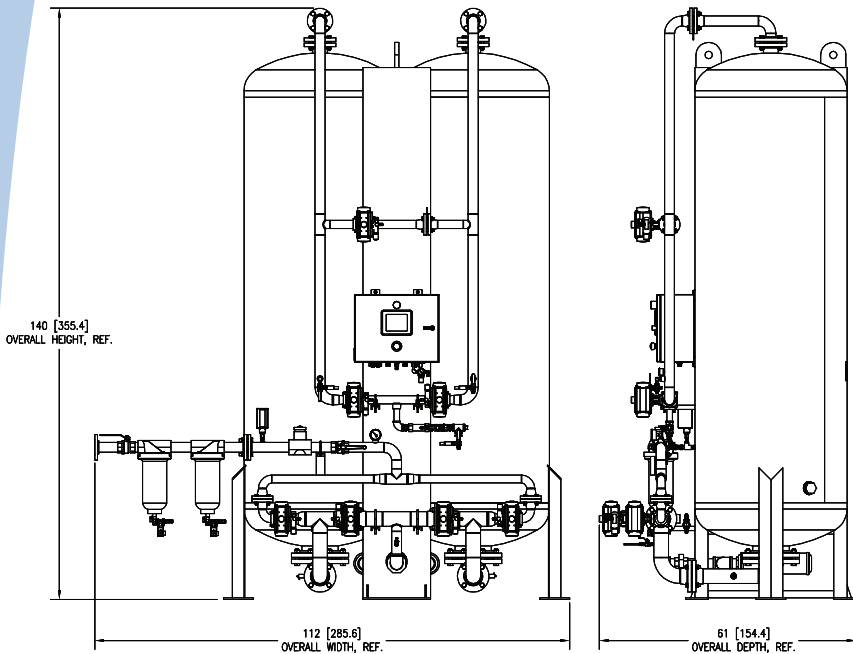 140 [355.4]
OVERALL HEIGHT, REF.
112 [285.6]
OVERALL WIDTH, REF.
61 [154.4]
OVERALL DEPTH, REF.